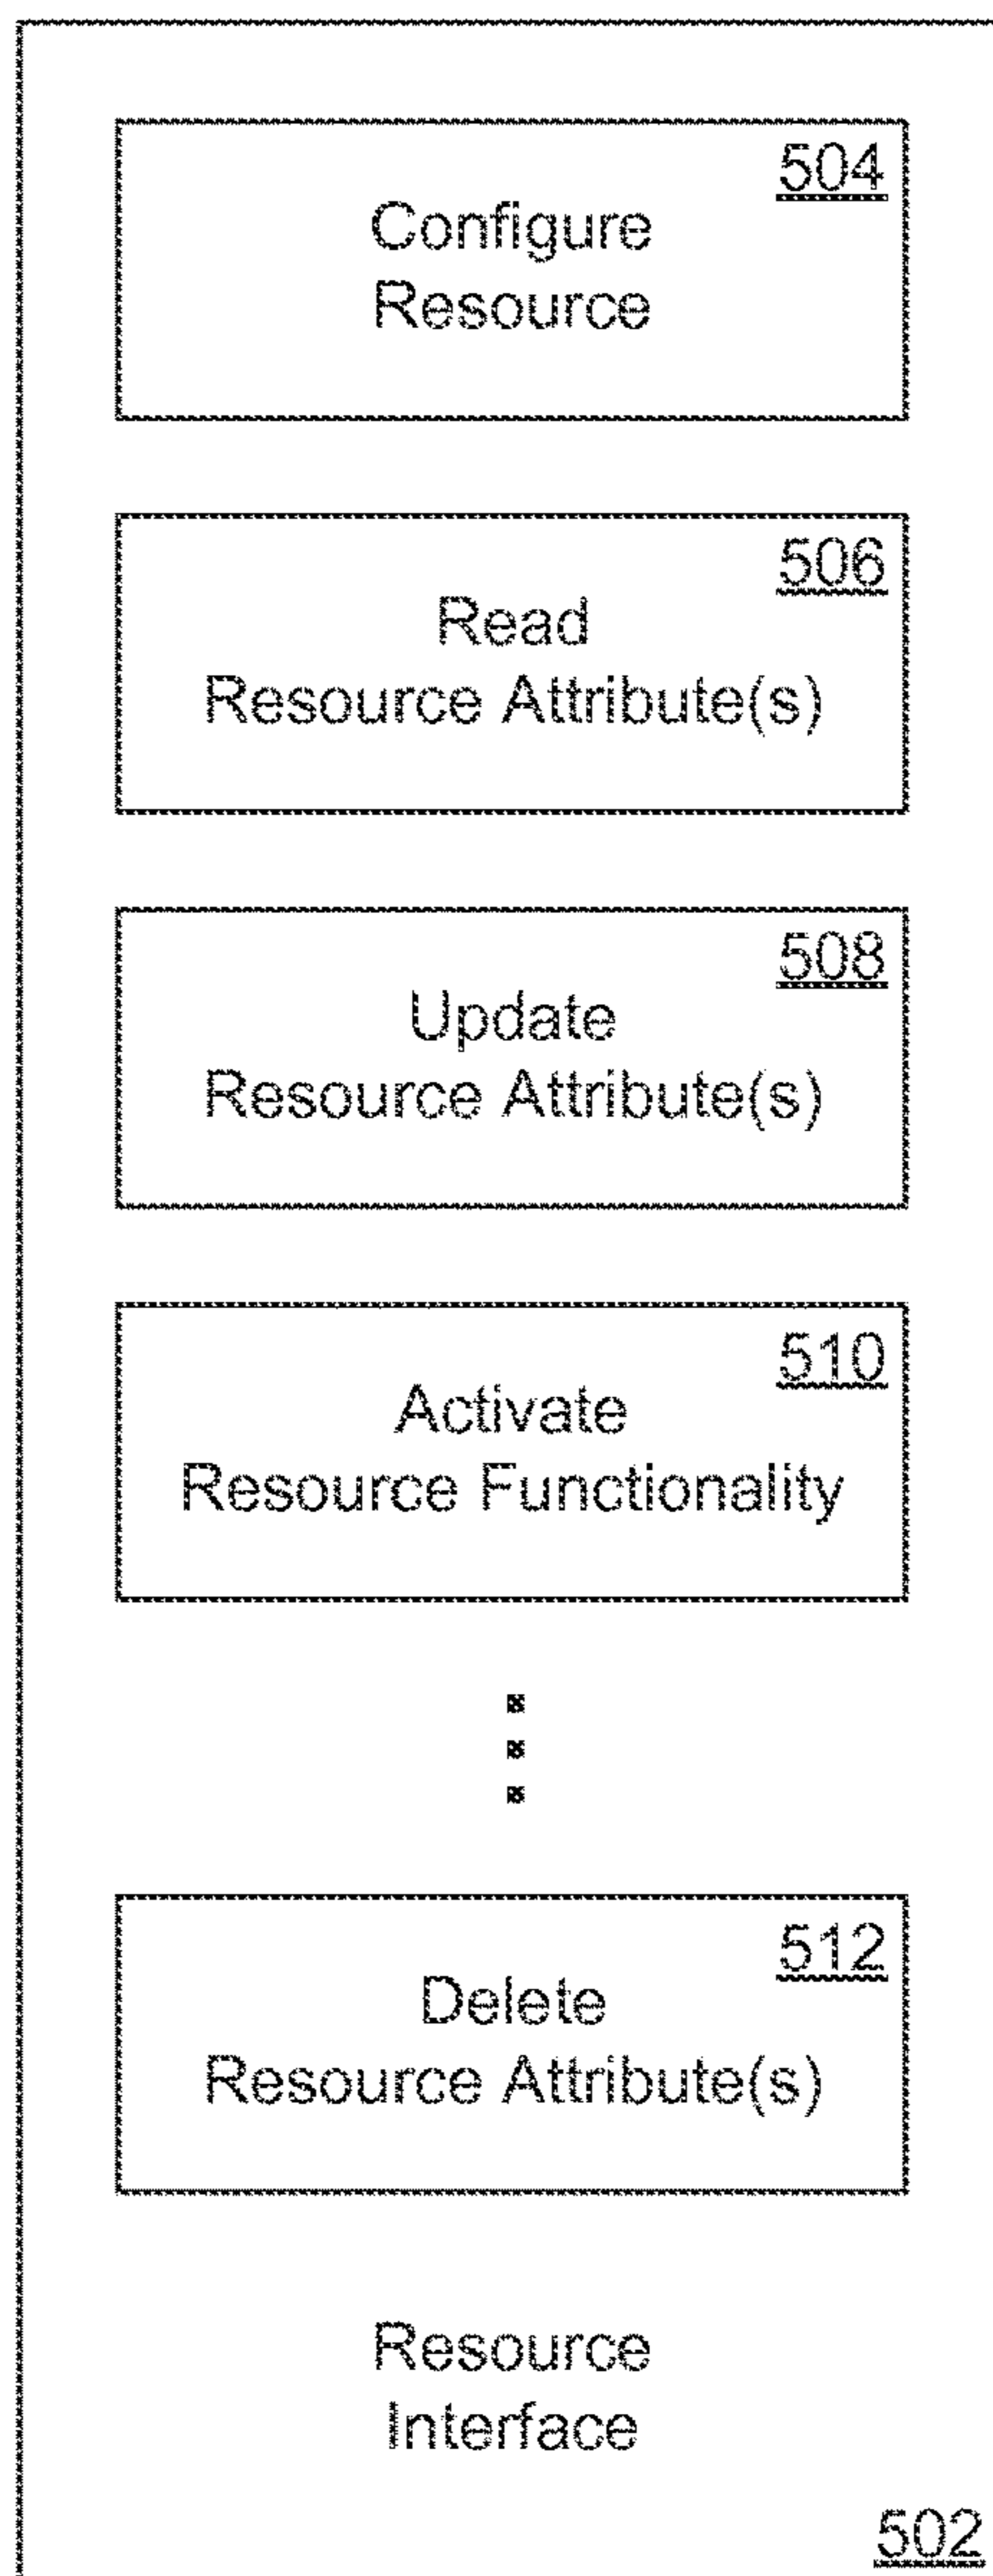 504
Configure
Resource
506
Read
Resource Attribute(s)
508
Update
Resource Attribute(s)
510
Activate
Resource Functionality
512
Delete
Resource Attribute(s)
Resource
Interface
502